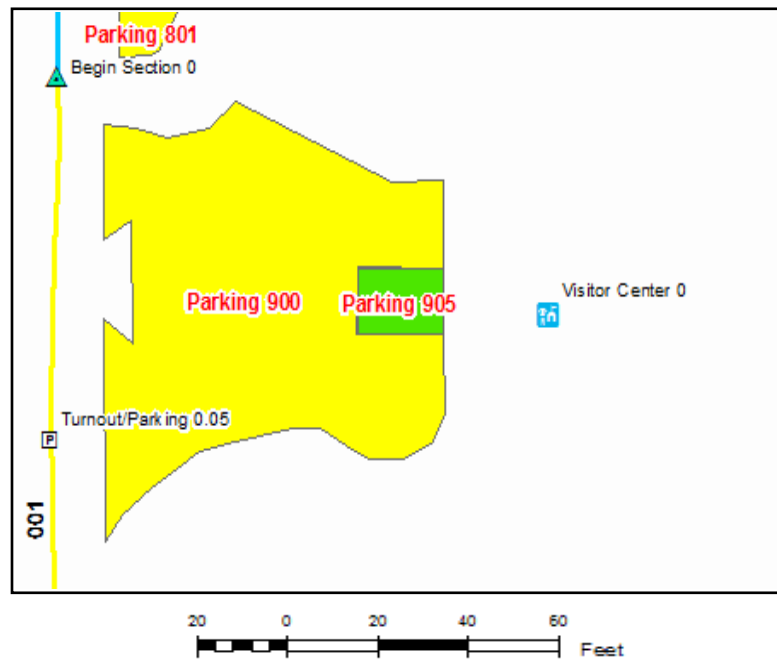 Parking 801
Begin Section 0
Visitor Center 0
Parking 900
Parking 905
Turnout/Parking 0.05
P
001
20 0 20 40 60
Feet